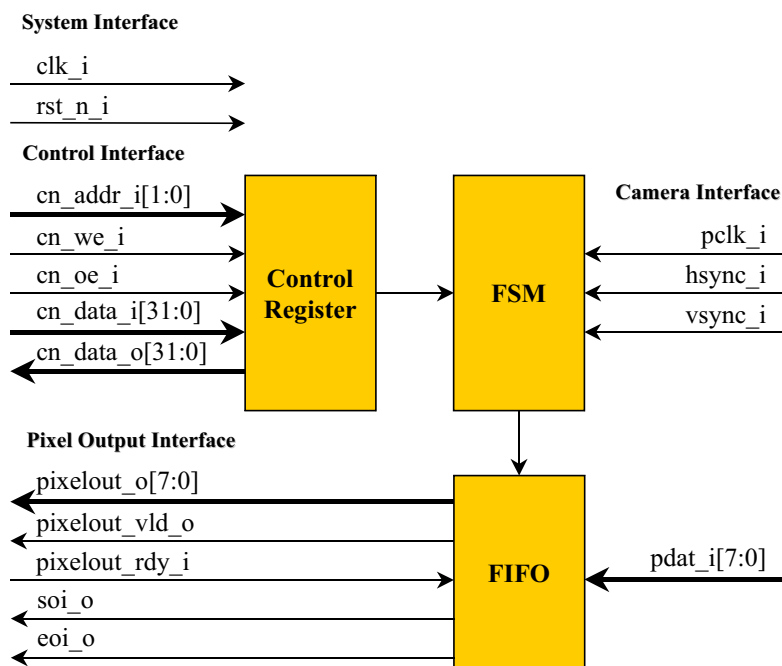 System Interface
clk_i
rst_n_i
Control Interface
cn_addr_i[1:0]
cn_we_i
cn_oe_i
cn_data_i[31:0]
cn_data_o[31:0]
Control
Register
FSM
Camera Interface
pclk_i
hsync_i
vsync_i
Pixel Output Interface
pixelout_o[7:0]
pixelout_vld_o
pixelout_rdy_i
soi_o
eoi_o
FIFO
pdat_i[7:0]